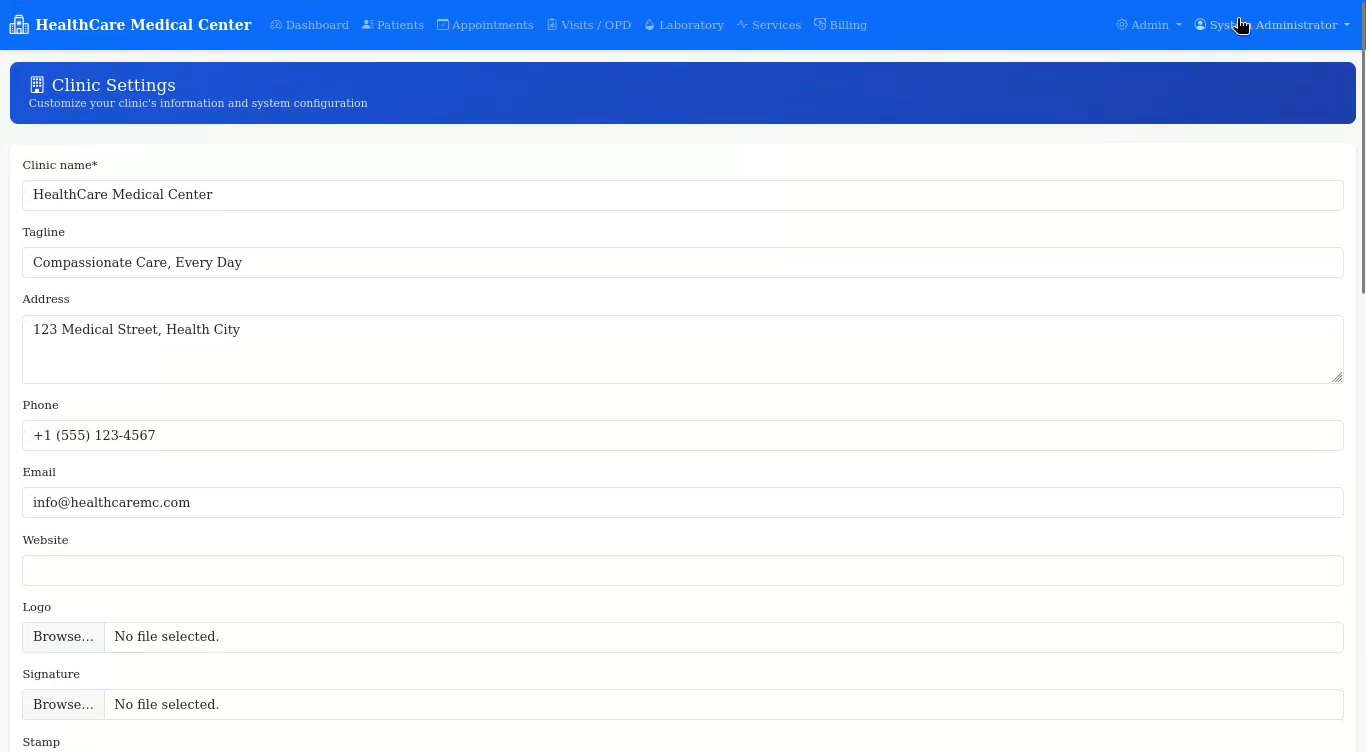 HealthCare Medical Center Dashboard Patients Appointments Visits / OPD Laboratory Services Billing Admin System Administrator
Clinic Settings
Customize your clinic's information and system configuration
Clinic name*
HealthCare Medical Center
Tagline
Compassionate Care, Every Day
Address
123 Medical Street, Health City
Phone
+1 (555) 123-4567
Email
info@healthcaremc.com
Website
Logo
Browse... No file selected.
Signature
Browse... No file selected.
Stamp